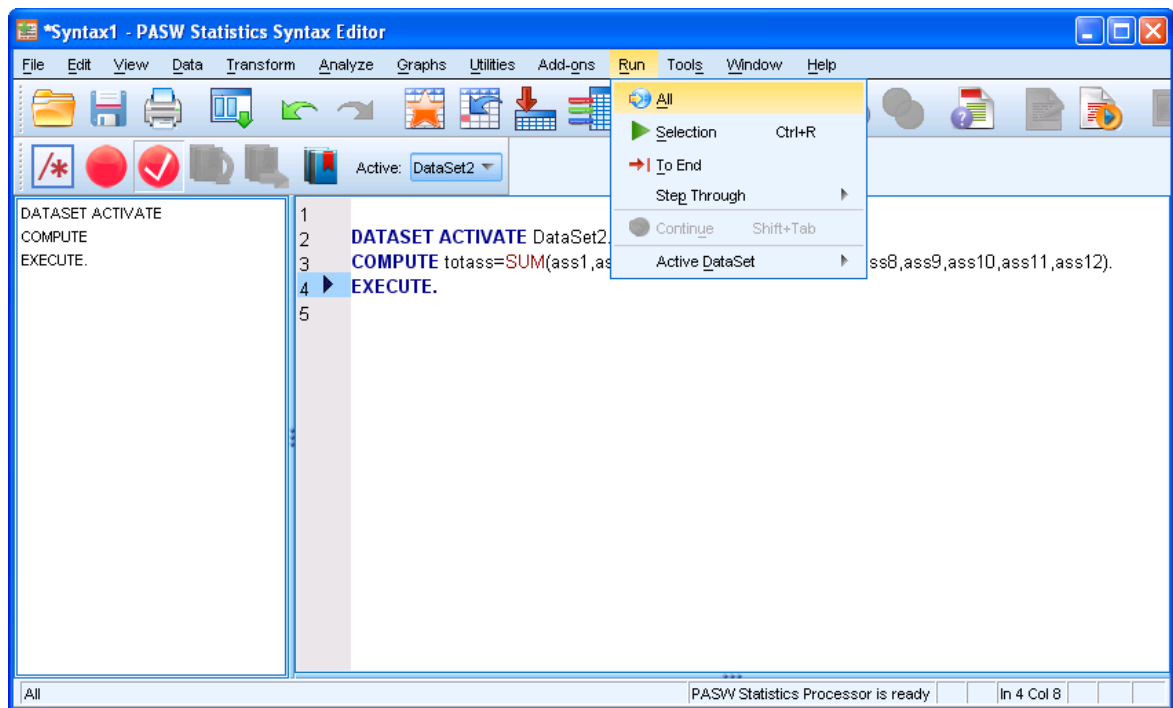 *Syntax1 - PASW Statistics Syntax Editor
File Edit View Data Transform Analyze Graphs Utilities Add-ons Run Tools Window Help
All
Selection Ctrl+R
To End
Step Through
Continue Shift+Tab
Active DataSet
/* Active: DataSet2
DATASET ACTIVATE
COMPUTE
EXECUTE.
1
2 DATASET ACTIVATE DataSet2.
3 COMPUTE totass=SUM(ass1,as ss8,ass9,ass10,ass11,ass12).
4 EXECUTE.
5
All PASW Statistics Processor is ready In 4 Col 8